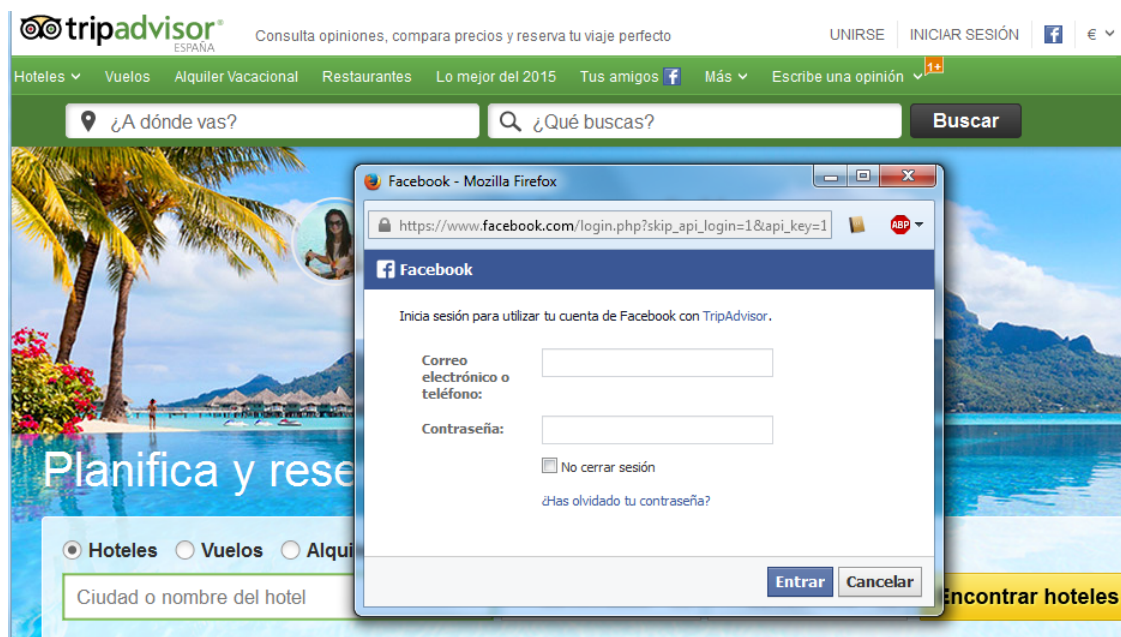 tripadvisor®
ESPAÑA
Consulta opiniones, compara precios y reserva tu viaje perfecto
UNIRSE
INICIAR SESIÓN
f
€
Hoteles
Vuelos
Alquiler Vacacional
Restaurantes
Lo mejor del 2015
Tus amigos f
Más
Escribe una opinión
1+
¿A dónde vas?
¿Qué buscas?
Buscar
Facebook - Mozilla Firefox
https://www.facebook.com/login.php?skip_api_login=1&api_key=1
ABP
f Facebook
Inicia sesión para utilizar tu cuenta de Facebook con TripAdvisor.
Correo
electrónico o
teléfono:
Contraseña:
No cerrar sesión
¿Has olvidado tu contraseña?
Entrar
Cancelar
Planifica y rese
Hoteles
Vuelos
Alqui
Ciudad o nombre del hotel
Encontrar hoteles